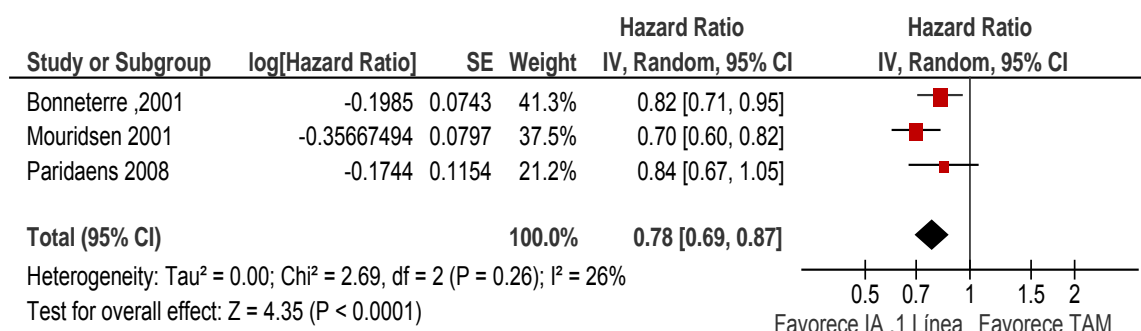 Hazard Ratio Hazard Ratio
Study or Subgroup log[Hazard Ratio] SE Weight IV, Random, 95% CI IV, Random, 95% CI
Bonneterre ,2001 -0.1985 0.0743 41.3% 0.82 [0.71, 0.95]
Mouridsen 2001 -0.35667494 0.0797 37.5% 0.70 [0.60, 0.82]
Paridaens 2008 -0.1744 0.1154 21.2% 0.84 [0.67, 1.05]
Total (95% CI) 100.0% 0.78 [0.69, 0.87]
Heterogeneity: Tau² = 0.00; Chi² = 2.69, df = 2 (P = 0.26); I² = 26%
Test for overall effect: Z = 4.35 (P < 0.0001)
0.5 0.7 1 1.5 2
Favorece IA .1 Línea Favorece TAM